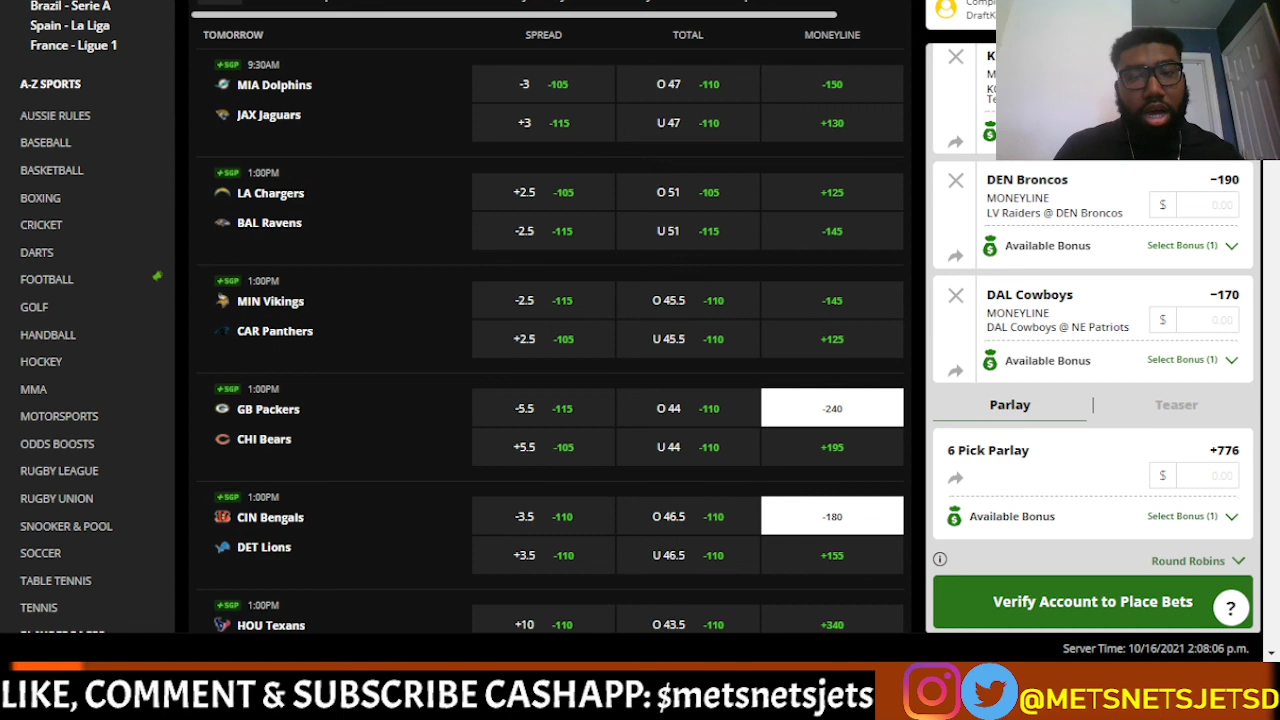 Brazil - Serie A
Spain - La Liga
France - Ligue 1
A-Z SPORTS
AUSSIE RULES
BASEBALL
BASKETBALL
BOXING
CRICKET
DARTS
FOOTBALL
GOLF
HANDBALL
HOCKEY
MMA
MOTORSPORTS
ODDS BOOSTS
RUGBY LEAGUE
RUGBY UNION
SNOOKER & POOL
SOCCER
TABLE TENNIS
TENNIS
TOMORROW SPREAD TOTAL MONEYLINE
+SGP 9:30AM
MIA Dolphins -3 -105 O 47 -110 -150
JAX Jaguars +3 -115 U 47 -110 +130
+SGP 1:00PM
LA Chargers +2.5 -105 O 51 -105 +125
BAL Ravens -2.5 -115 U 51 -115 -145
+SGP 1:00PM
MIN Vikings -2.5 -115 O 45.5 -110 -145
CAR Panthers +2.5 -105 U 45.5 -110 +125
+SGP 1:00PM
GB Packers -5.5 -115 O 44 -110 -240
CHI Bears +5.5 -105 U 44 -110 +195
+SGP 1:00PM
CIN Bengals -3.5 -110 O 46.5 -110 -180
DET Lions +3.5 -110 U 46.5 -110 +155
+SGP 1:00PM
HOU Texans +10 -110 O 43.5 -110 +340
DEN Broncos −190
MONEYLINE
LV Raiders @ DEN Broncos
$ 0.00
Available Bonus Select Bonus (1)
DAL Cowboys −170
MONEYLINE
DAL Cowboys @ NE Patriots
$ 0.00
Available Bonus Select Bonus (1)
Parlay | Teaser
6 Pick Parlay +776
$ 0.00
Available Bonus Select Bonus (1)
Round Robins
Verify Account to Place Bets ?
Server Time: 10/16/2021 2:08:06 p.m.
LIKE, COMMENT & SUBSCRIBE CASHAPP: $metsnetsjets
@METSNETSJETSD